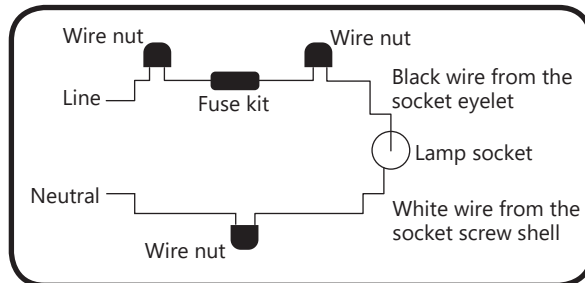 Wire nut
Wire nut
Line
Fuse kit
Black wire from the
socket eyelet
Lamp socket
Neutral
White wire from the
socket screw shell
Wire nut